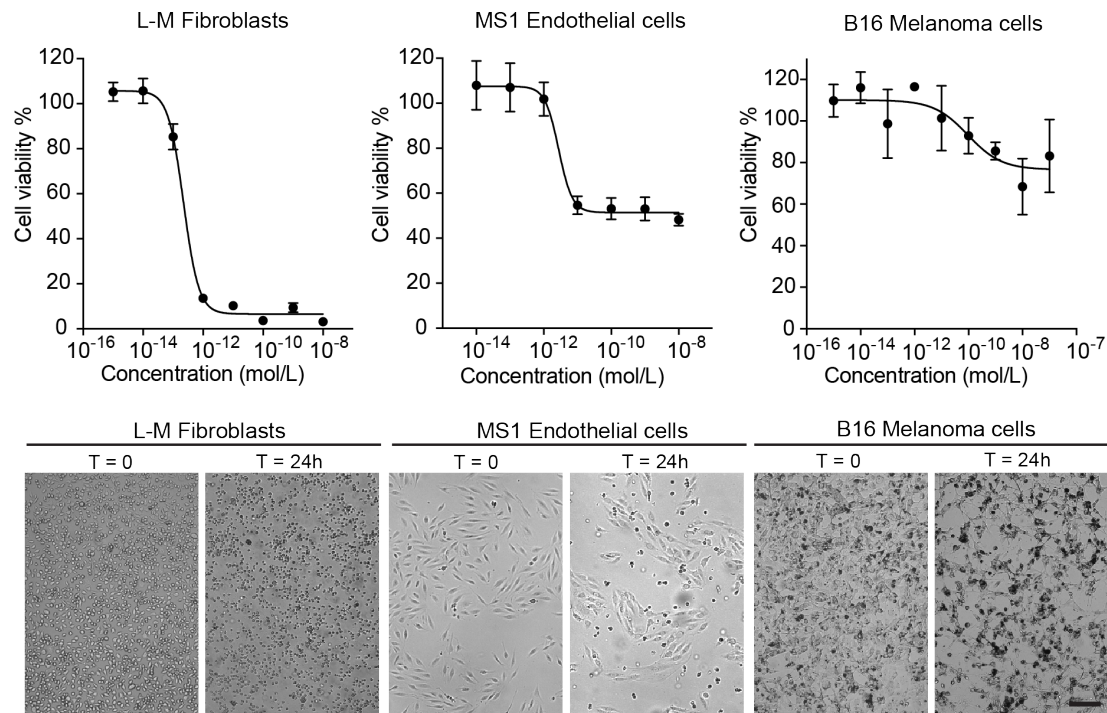 L-M Fibroblasts
MS1 Endothelial cells
B16 Melanoma cells
Cell viability %
120
100
80
60
40
20
0
10-16
10-14
10-12
10-10
10-8
Concentration (mol/L)
Cell viability %
120
100
80
60
40
20
0
10-14
10-12
10-10
10-8
Concentration (mol/L)
Cell viability %
120
100
80
60
40
20
0
10-16
10-14
10-12
10-10
10-8
10-7
Concentration (mol/L)
L-M Fibroblasts
MS1 Endothelial cells
B16 Melanoma cells
T = 0
T = 24h
T = 0
T = 24h
T = 0
T = 24h